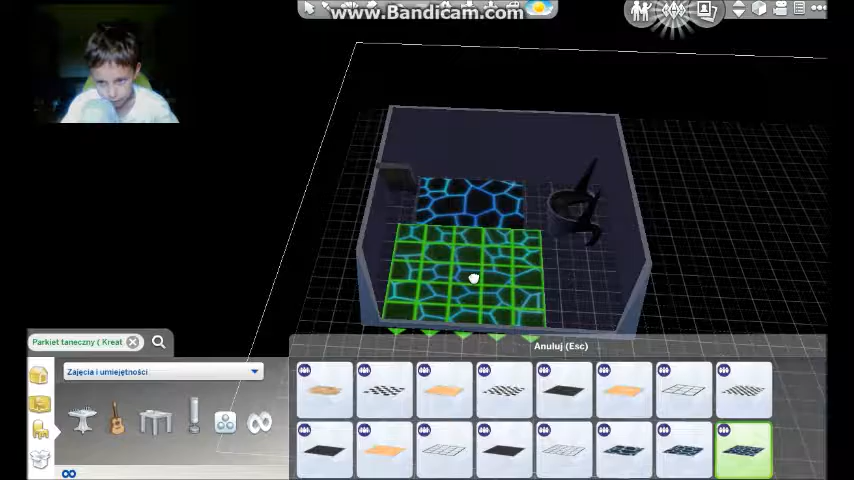 www.Bandicam.com
Anuluj (Esc)
Parkiet taneczny ( Kreat
Zajęcia i umiejętności